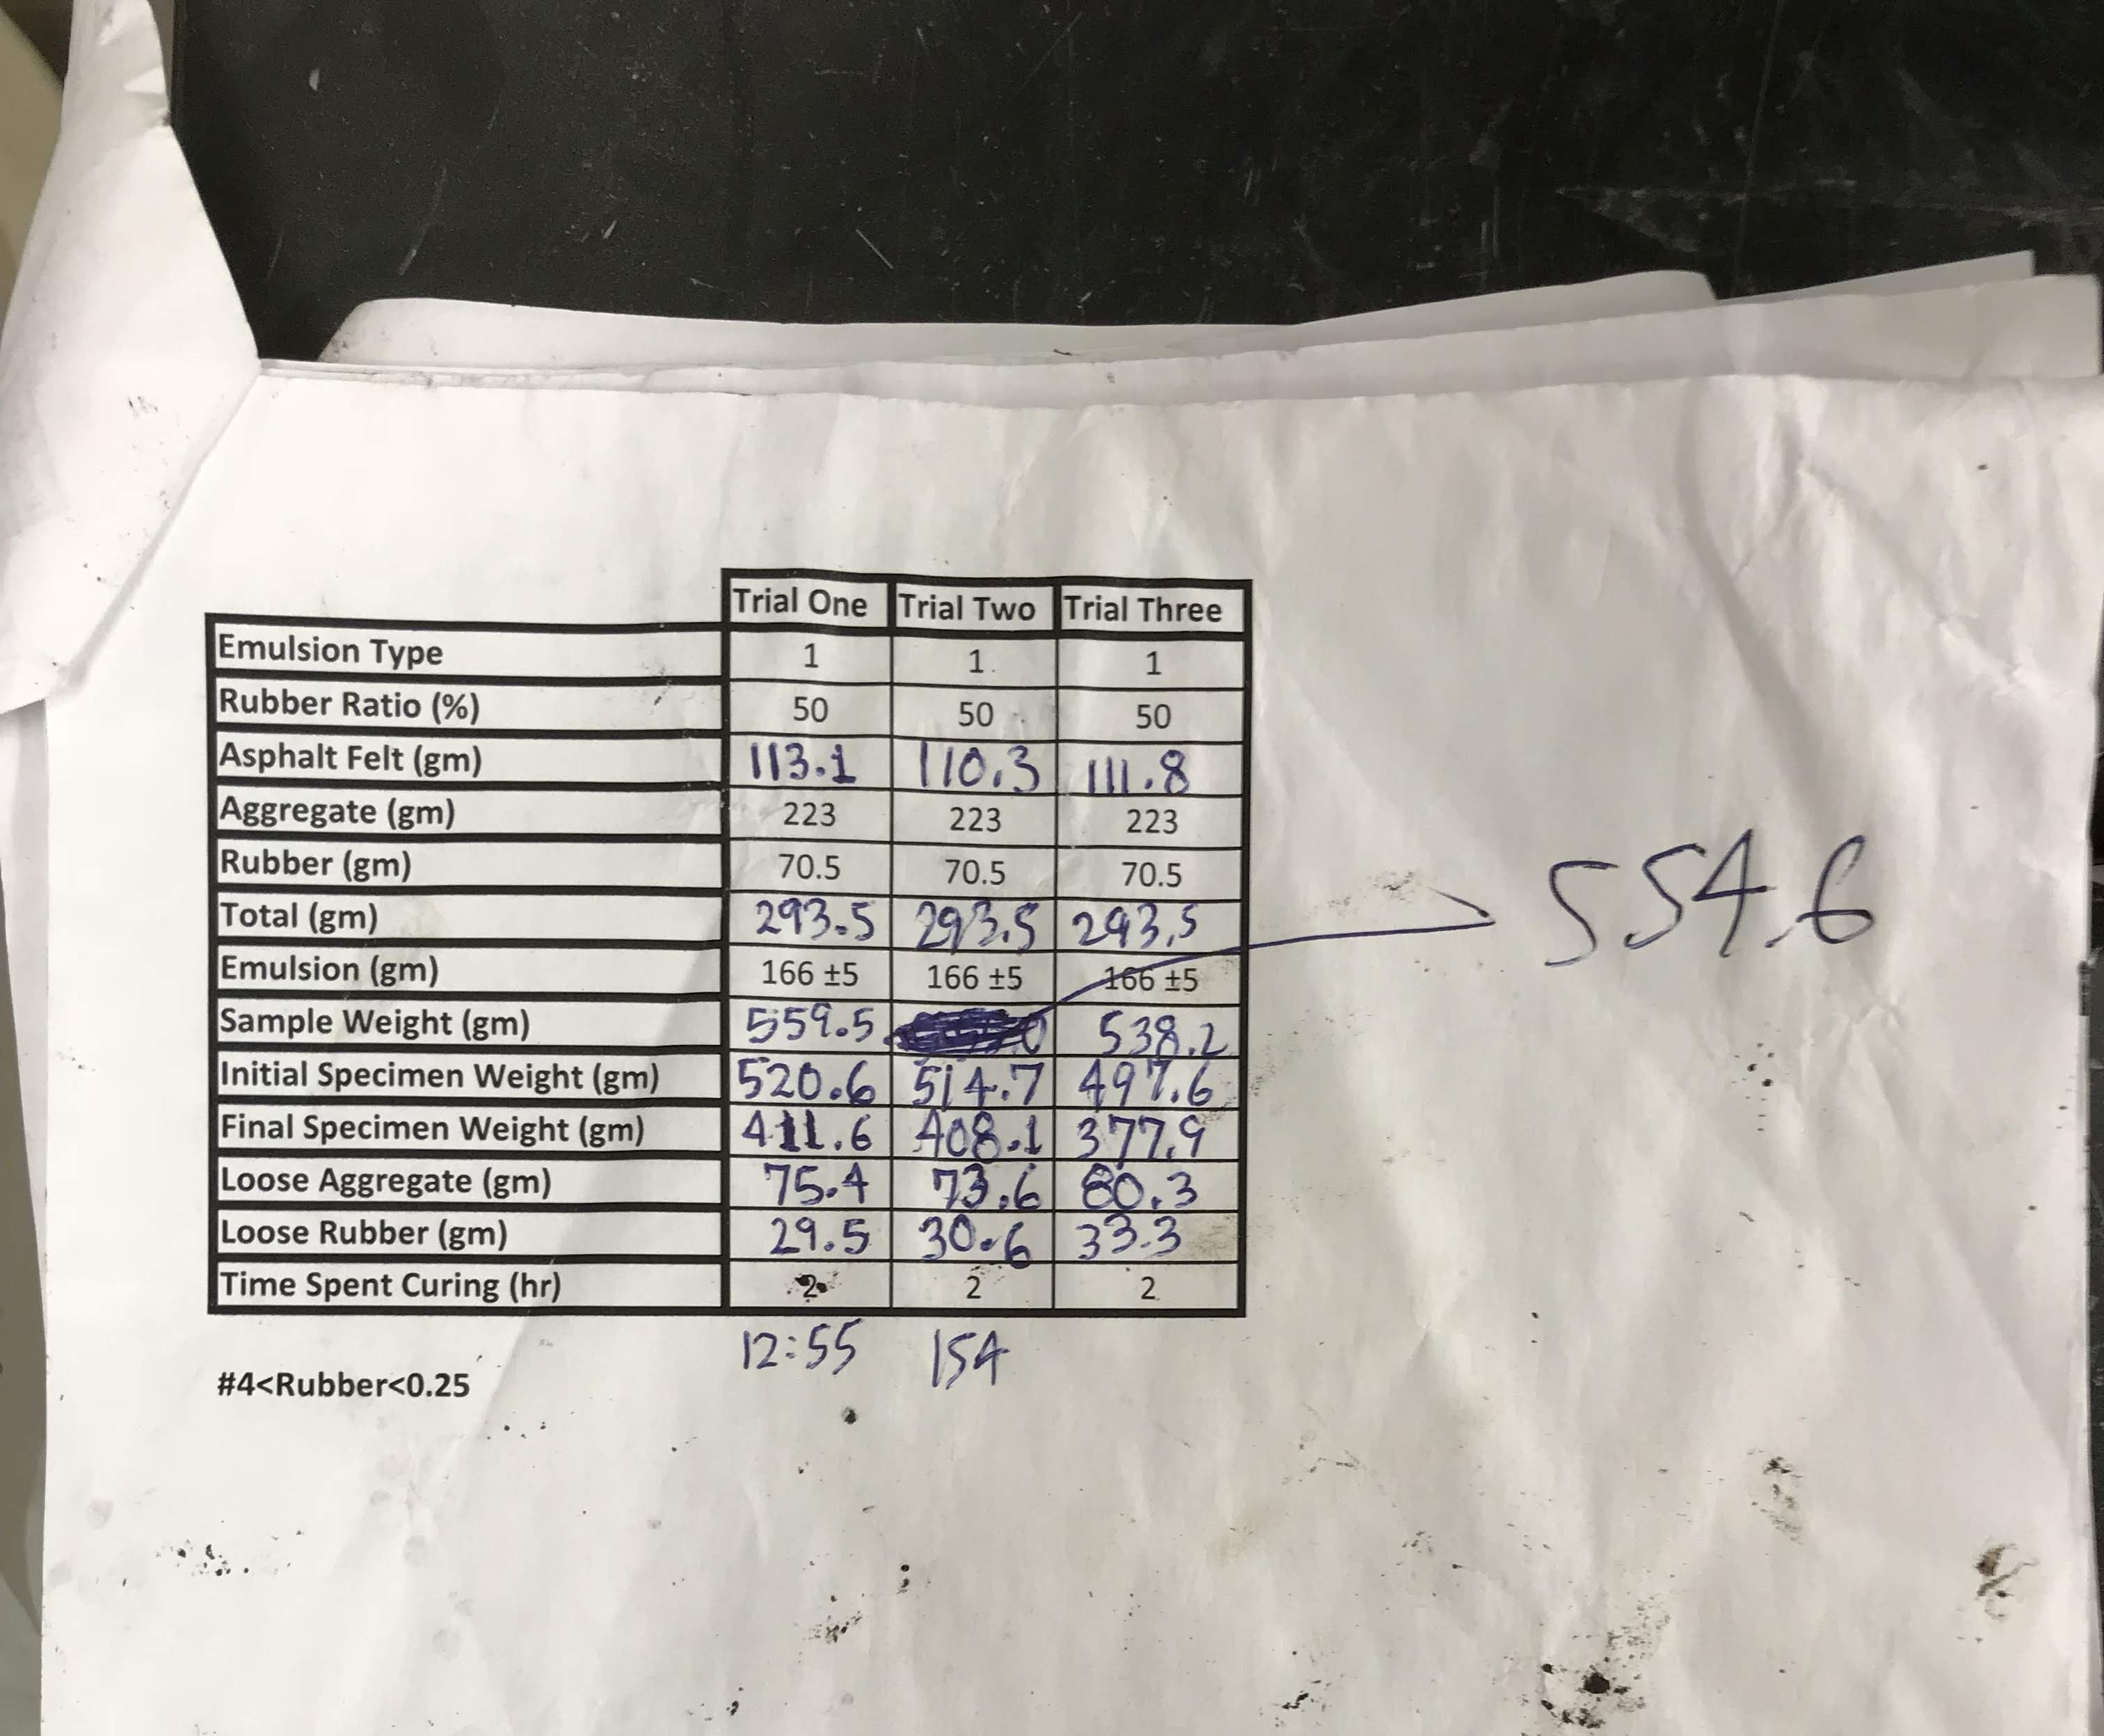 Trial One Trial Two Trial Three
Emulsion Type 1 1 1
Rubber Ratio (%) 50 50 50
Asphalt Felt (gm) 113.1 110.3 111.8
Aggregate (gm) 223 223 223
Rubber (gm) 70.5 70.5 70.5
Total (gm) 293.5 293.5 293.5
Emulsion (gm) 166 ±5 166 ±5 166 ±5
Sample Weight (gm) 559.5 554.6 538.2
Initial Specimen Weight (gm) 520.6 514.7 497.6
Final Specimen Weight (gm) 411.6 408.1 377.9
Loose Aggregate (gm) 75.4 73.6 80.3
Loose Rubber (gm) 29.5 30.6 33.3
Time Spent Curing (hr) 2 2 2
12:55 154
#4<Rubber<0.25